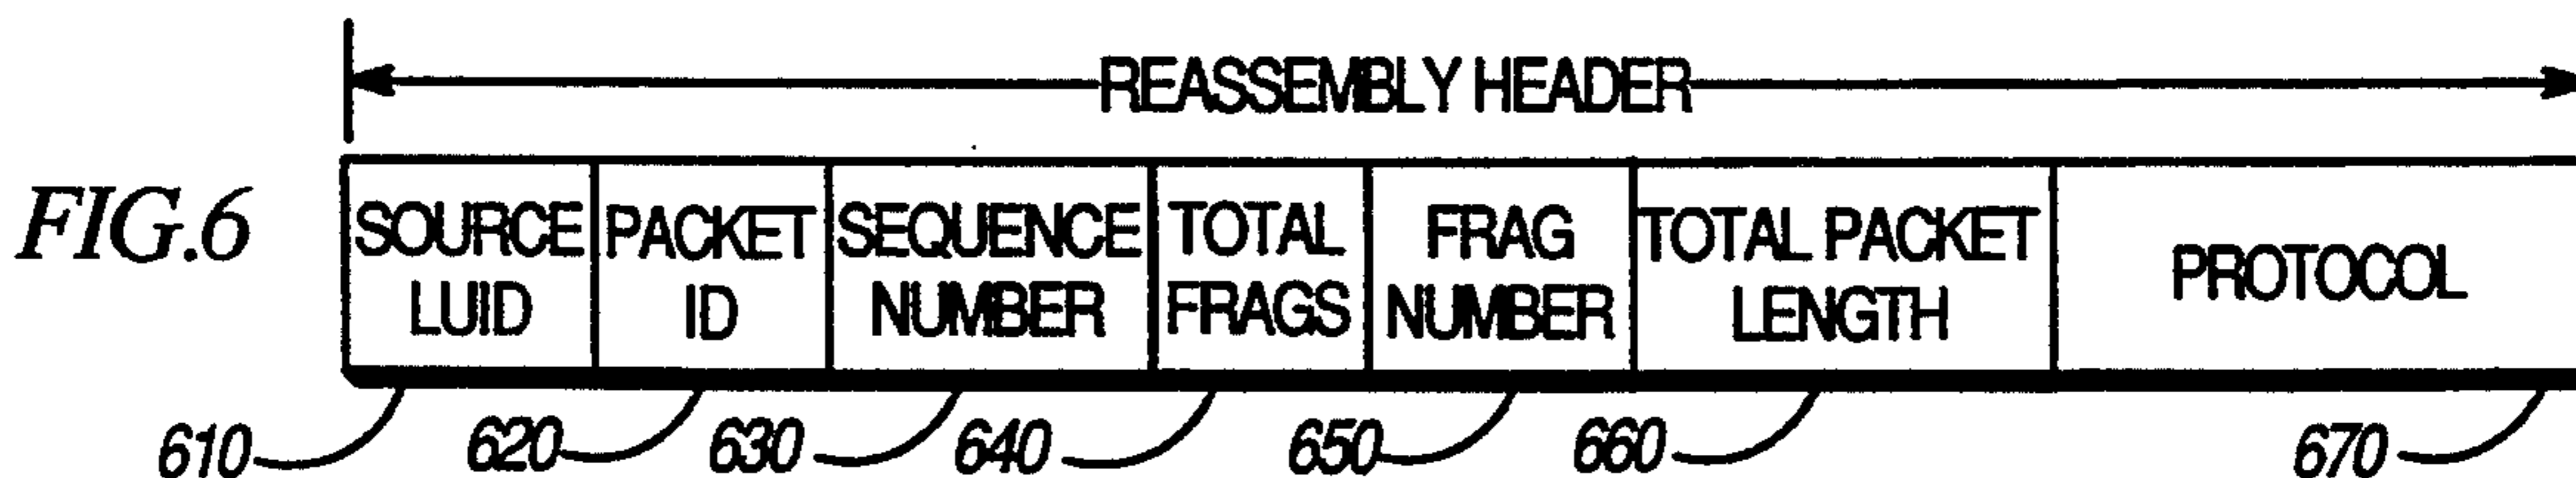 REASSEMBLY HEADER
FIG.6
SOURCE LUID
PACKET ID
SEQUENCE NUMBER
TOTAL FRAGS
FRAG NUMBER
TOTAL PACKET LENGTH
PROTOCOL
610
620
630
640
650
660
670